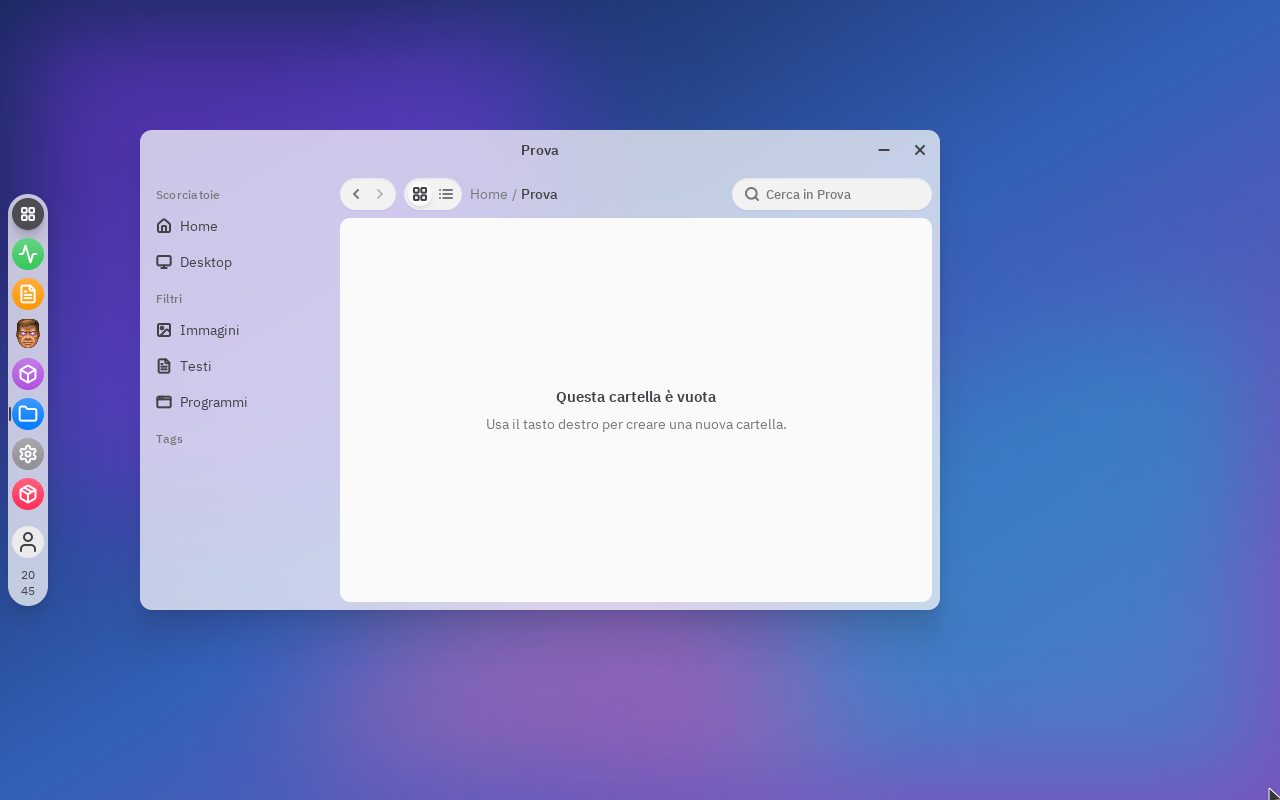 Prova
Scorciatoie
Home
Desktop
Filtri
Immagini
Testi
Programmi
Tags
Home / Prova
Cerca in Prova
Questa cartella è vuota
Usa il tasto destro per creare una nuova cartella.
20
45